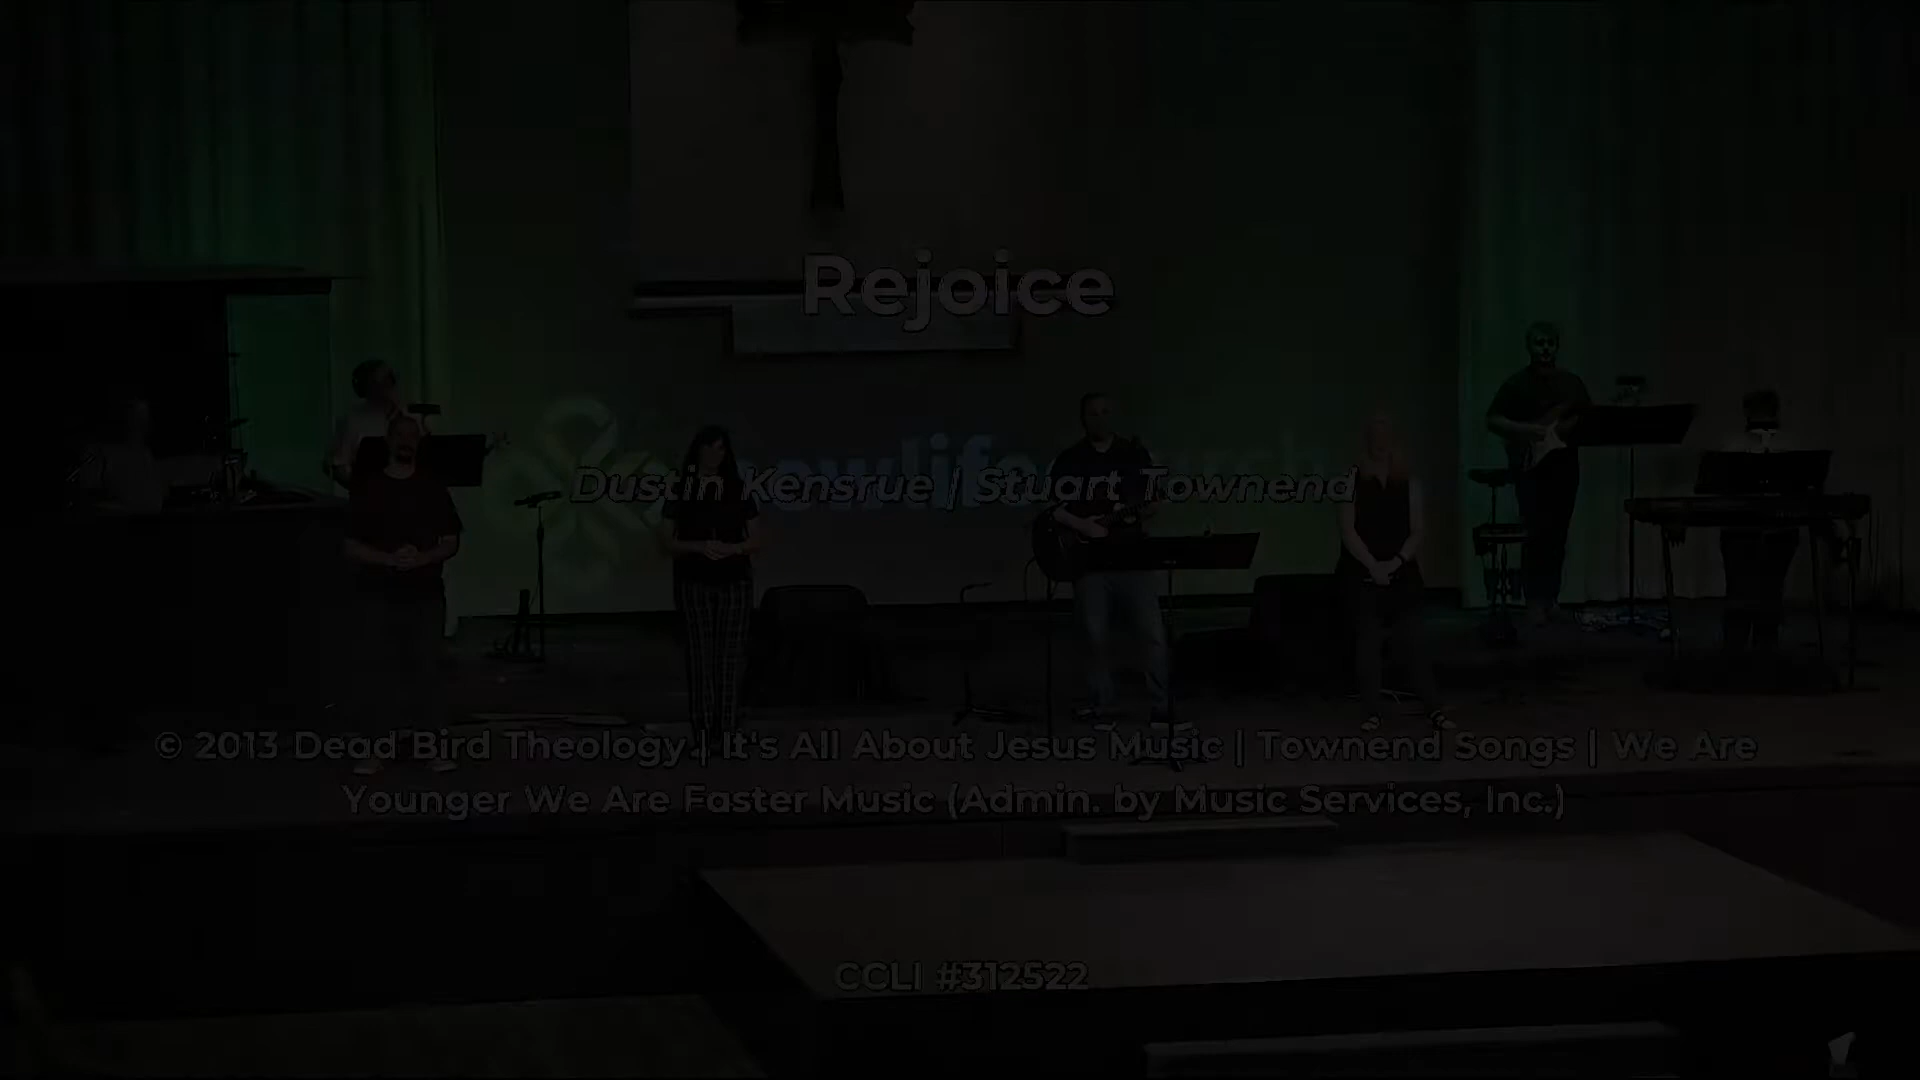 Rejoice
Dustin Kensrue | Stuart Townend
© 2013 Dead Bird Theology | It's All About Jesus Music | Townend Songs | We Are
Younger We Are Faster Music (Admin. by Music Services, Inc.)
CCLI #312522